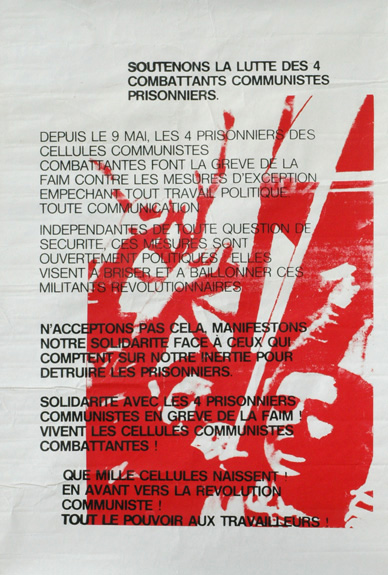 SOUTENONS LA LUTTE DES 4
COMBATTANTS COMMUNISTES
PRISONNIERS.
DEPUIS LE 9 MAI, LES 4 PRISONNIERS DES
CELLULES COMMUNISTES
COMBATTANTES FONT LA GREVE DE LA
FAIM CONTRE LES MESURES D'EXCEPTION
EMPECHANT TOUT TRAVAIL POLITIQUE
TOUTE COMMUNICATION
INDEPENDANTES DE TOUTE QUESTION DE
SECURITE, CES MESURES SONT
OUVERTEMENT POLITIQUES : ELLES
VISENT A BRISER ET A BAILLONNER CES
MILITANTS REVOLUTIONNAIRES
N'ACCEPTONS PAS CELA, MANIFESTONS
NOTRE SOLIDARITE FACE À CEUX QUI
COMPTENT SUR NOTRE INERTIE POUR
DETRUIRE LES PRISONNIERS.
SOLIDARITE AVEC LES 4 PRISONNIERS
COMMUNISTES EN GREVE DE LA FAIM !
VIVENT LES CELLULES COMMUNISTES
COMBATTANTES !
QUE MILLE CELLULES NAISSENT !
EN AVANT VERS LA REVOLUTION
COMMUNISTE !
TOUT LE POUVOIR AUX TRAVAILLEURS !